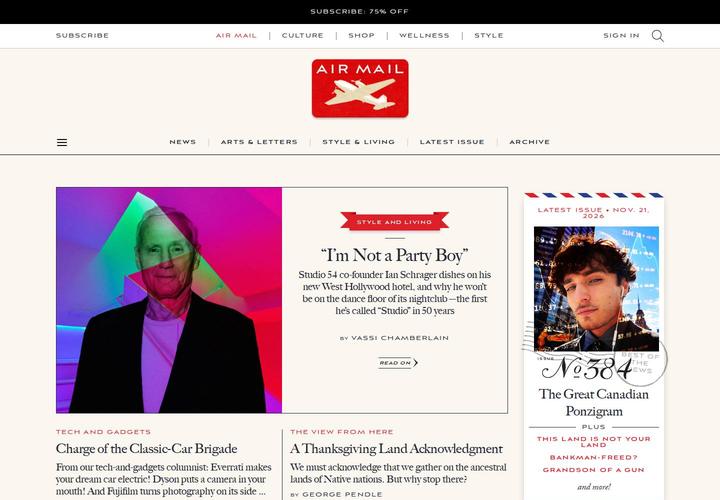 SUBSCRIBE: 75% OFF
SUBSCRIBE
AIR MAIL
CULTURE
SHOP
WELLNESS
STYLE
SIGN IN
AIR MAIL
NEWS
ARTS & LETTERS
STYLE & LIVING
LATEST ISSUE
ARCHIVE
STYLE AND LIVING
“I’m Not a Party Boy”
Studio 54 co-founder Ian Schrager dishes on his
new West Hollywood hotel, and why he won’t
be on the dance floor of its nightclub—the first
he’s called “Studio” in 50 years
BY VASSI CHAMBERLAIN
READ ON
LATEST ISSUE • NOV. 21,
2026
ISSUE
No 384
BEST OF
THE
NEWS
The Great Canadian
Ponzigram
PLUS
THIS LAND IS NOT YOUR
LAND
BANKMAN-FREED?
GRANDSON OF A GUN
and more!
TECH AND GADGETS
Charge of the Classic-Car Brigade
From our tech-and-gadgets columnist: Everrati makes
your dream car electric! Dyson puts a camera in your
mouth! And Fujifilm turns photography on its side ...
THE VIEW FROM HERE
A Thanksgiving Land Acknowledgment
We must acknowledge that we gather on the ancestral
lands of Native nations. But why stop there?
BY GEORGE PENDLE